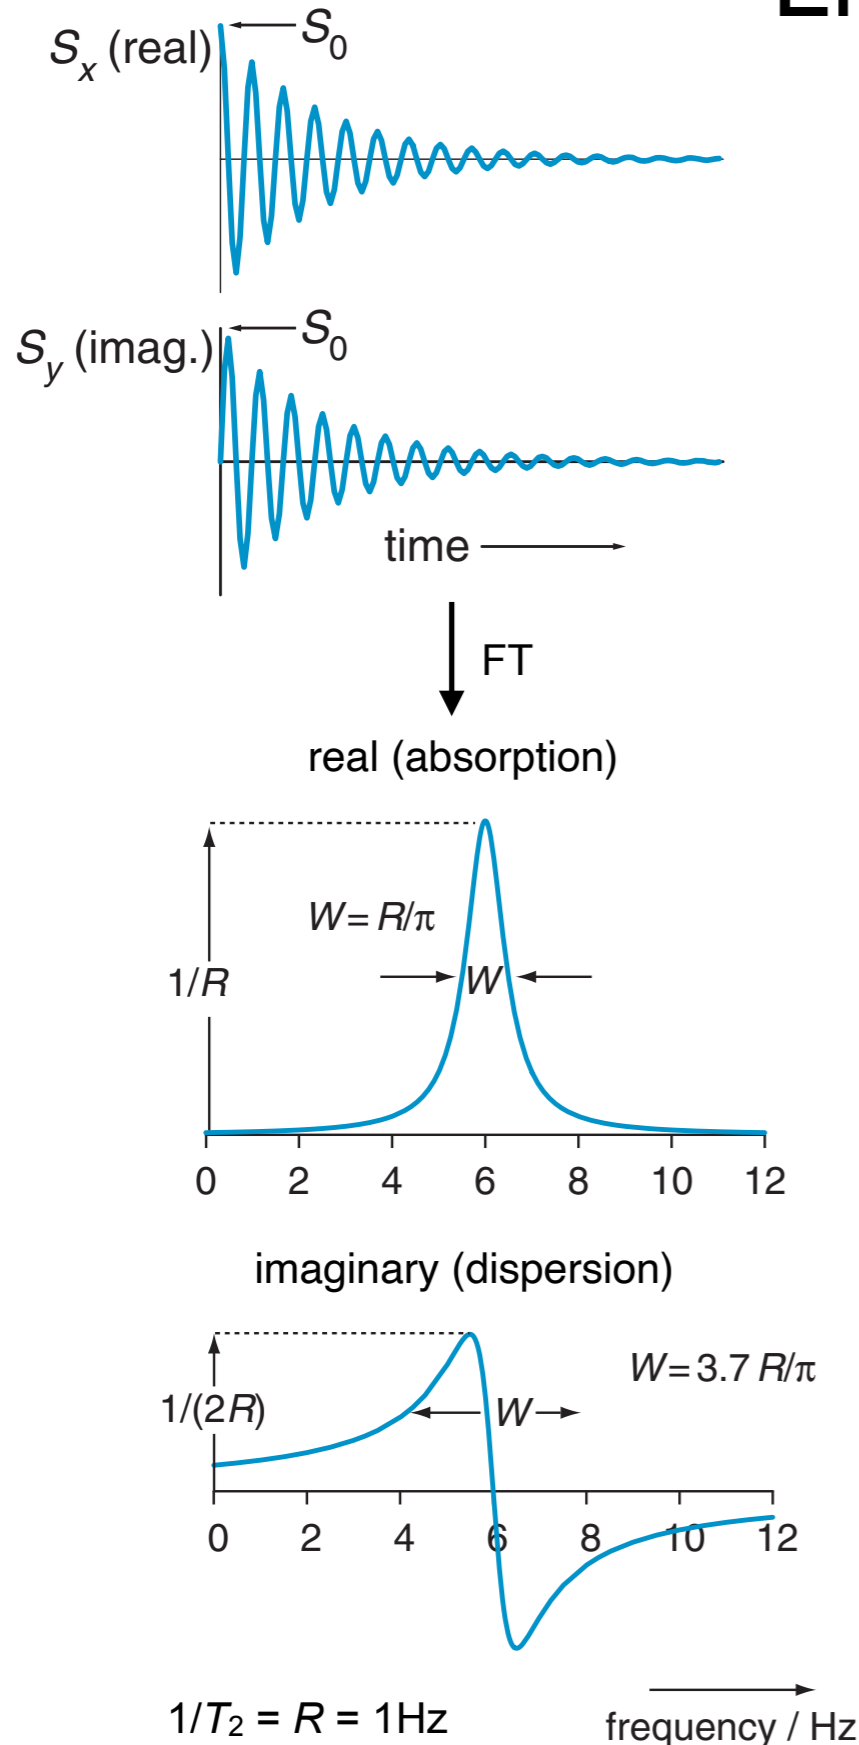 S₀
Sₓ (real)
S₀
S_y (imag.)
time
FT
real (absorption)
W= R/π
1/R
W
0 2 4 6 8 10 12
imaginary (dispersion)
W= 3.7 R/π
1/(2R)
W
0 2 4 6 8 10 12
1/T₂ = R = 1Hz
frequency / Hz